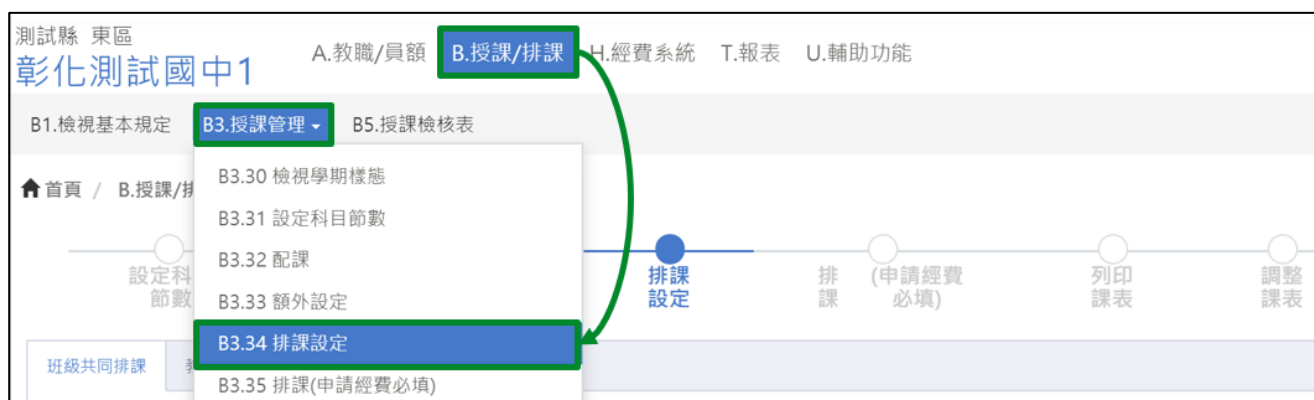 測試縣 東區
彰化測試國中1
A.教職/員額 B.授課/排課 H.經費系統 T.報表 U.輔助功能
B1.檢視基本規定 B3.授課管理 B5.授課檢核表
首頁 / B.授課/
B3.30 檢視學期樣態
B3.31 設定科目節數
B3.32 配課
B3.33 額外設定
B3.34 排課設定
B3.35 排課(申請經費必填)
設定科
節數
排課
設定
排
課
(申請經費
必填)
列印
課表
調整
課表
班級共同排課